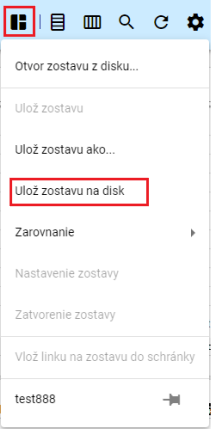 Otvor zostavu z disku...
Ulož zostavu
Ulož zostavu ako...
Ulož zostavu na disk
Zarovnanie
Nastavenie zostavy
Zatvorenie zostavy
Vlož linku na zostavu do schránky
test888